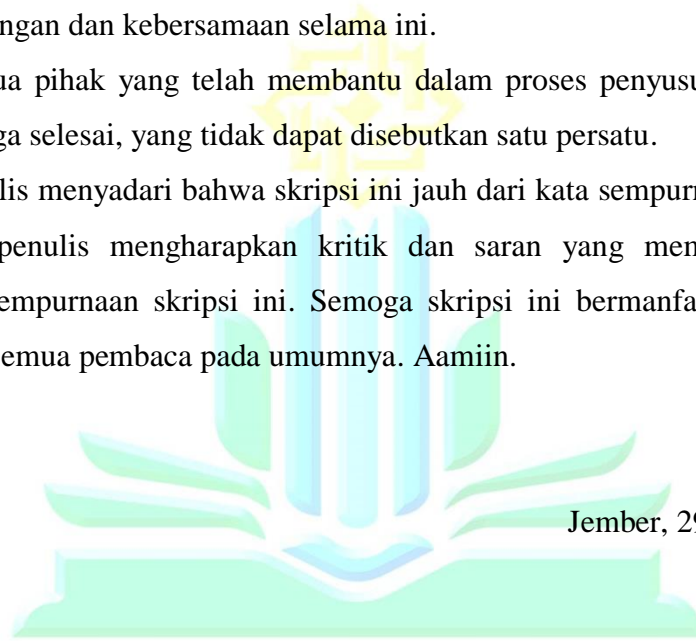 ngan dan kebersamaan selama ini.
ua pihak yang telah membantu dalam proses penyusu
ga selesai, yang tidak dapat disebutkan satu persatu.
lis menyadari bahwa skripsi ini jauh dari kata sempurn
penulis mengharapkan kritik dan saran yang men
empurnaan skripsi ini. Semoga skripsi ini bermanfa
semua pembaca pada umumnya. Aamiin.
Jember, 29